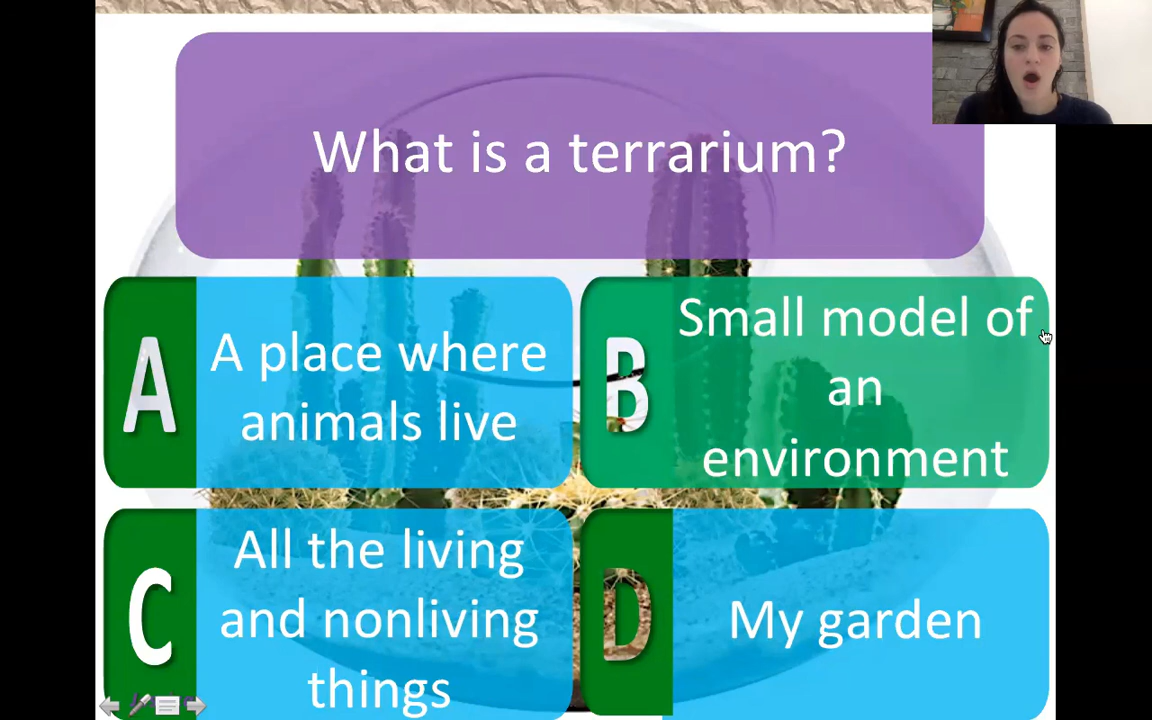 What is a terrarium?
A
A place where
animals live
B
Small model of
an
environment
C
All the living
and nonliving
things
D
My garden